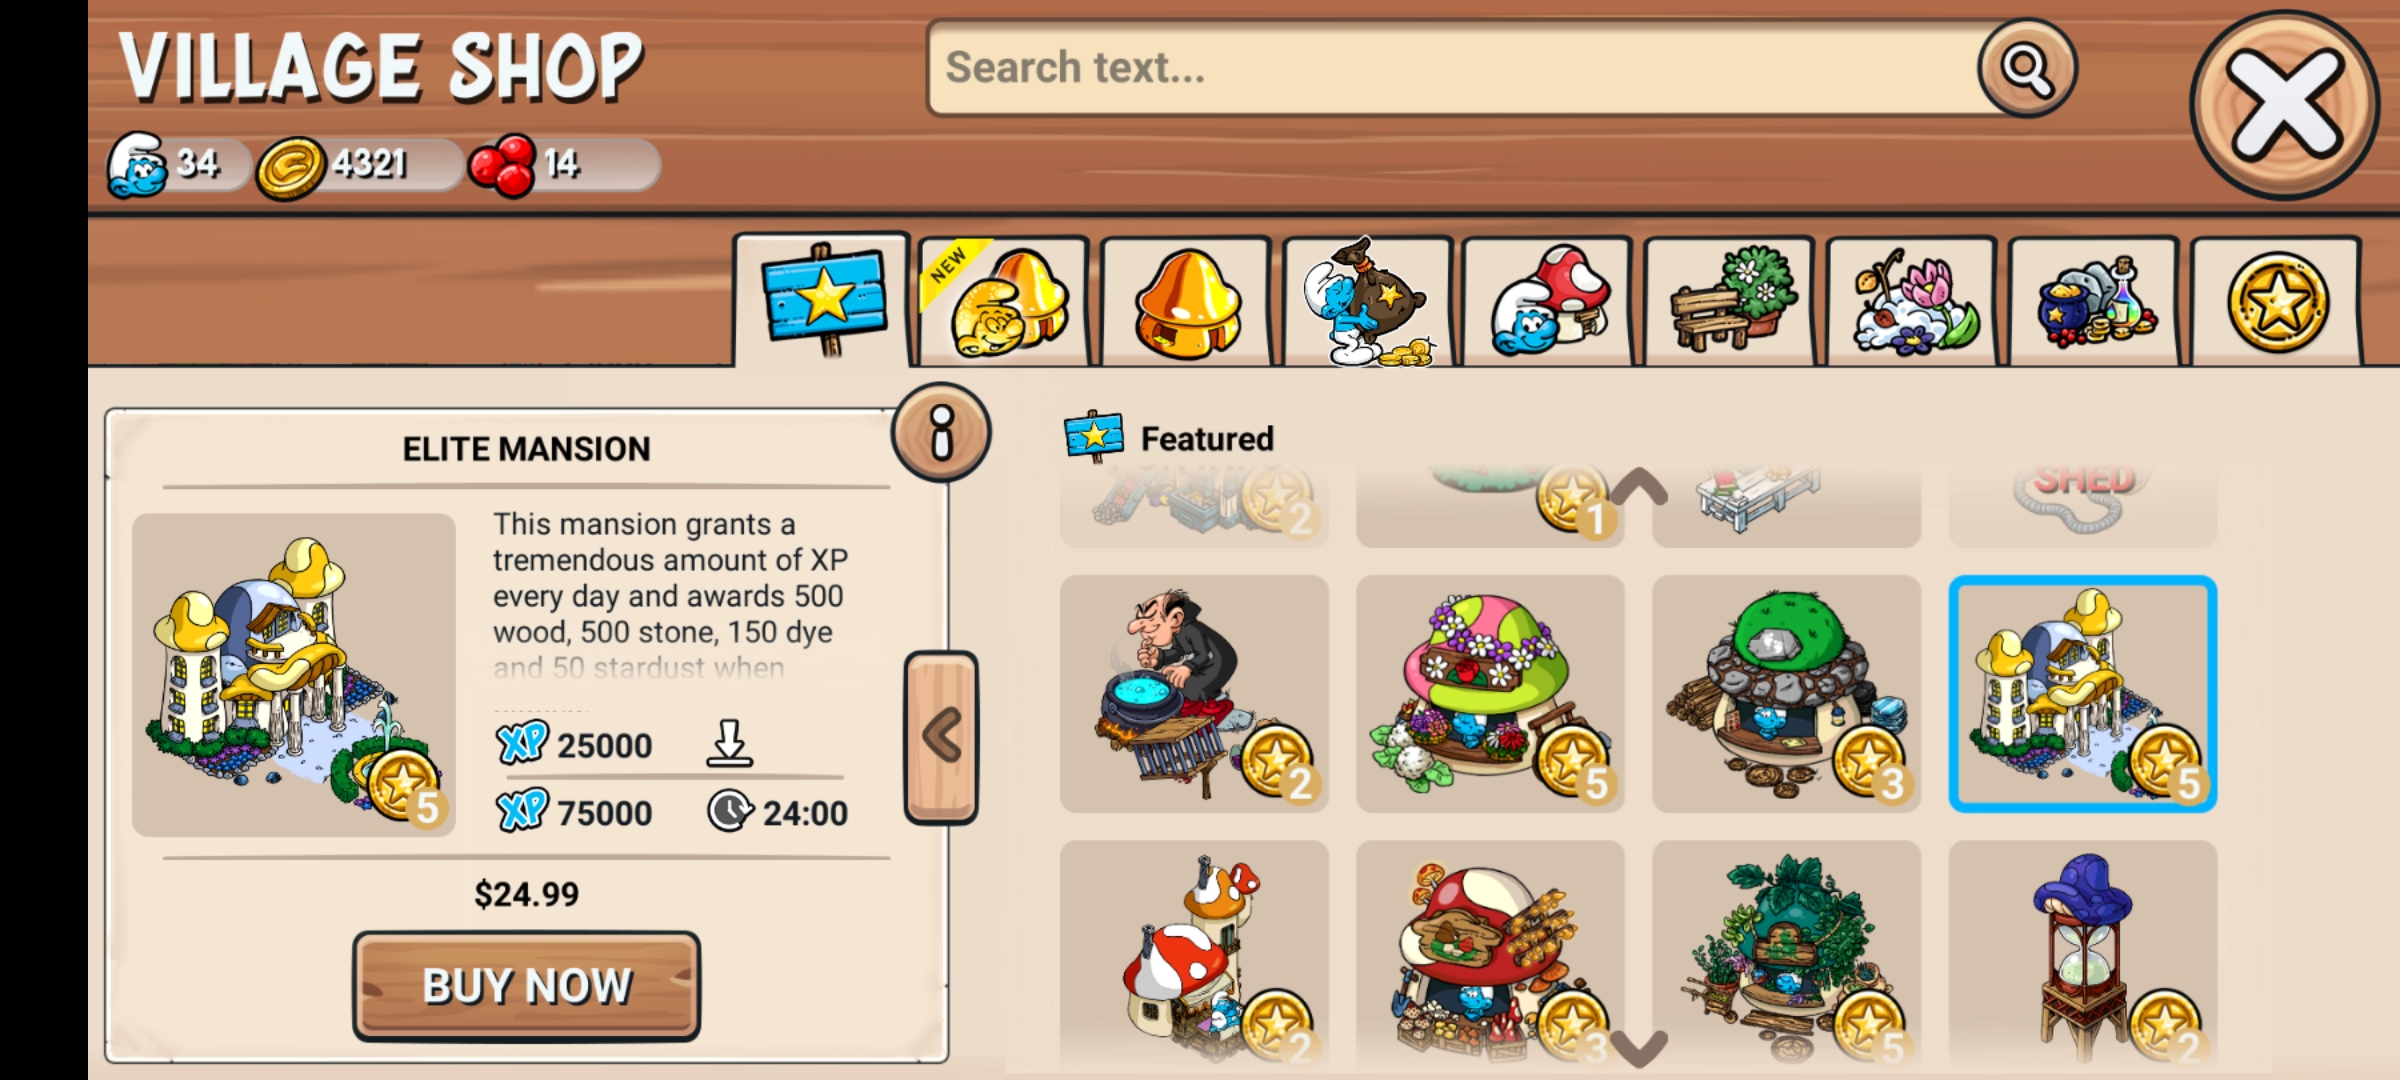 VILLAGE SHOP
Search text...
34
4321
14
NEW
ELITE MANSION
This mansion grants a
tremendous amount of XP
every day and awards 500
wood, 500 stone, 150 dye
and 50 stardust when
XP 25000
XP 75000
24:00
5
$24.99
BUY NOW
Featured
2
1
SHED
2
5
3
5
2
3
5
2